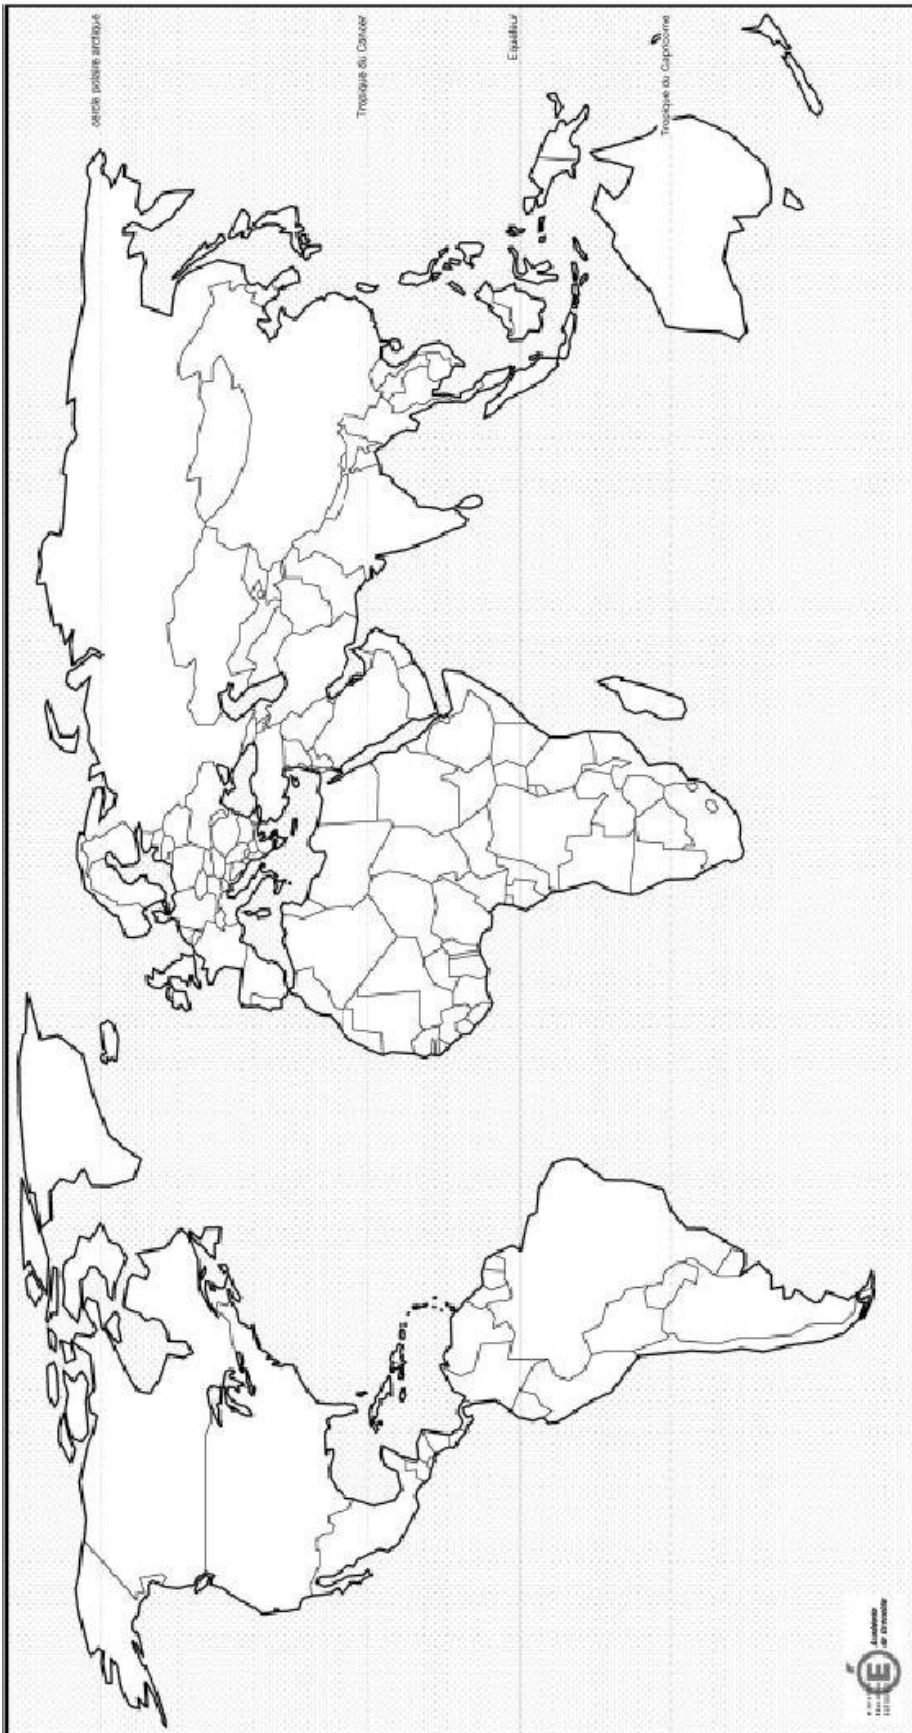 cercle polaire arctique
Tropique du Cancer
Equateur
Tropique du Capricorne
Académie
de Grenoble